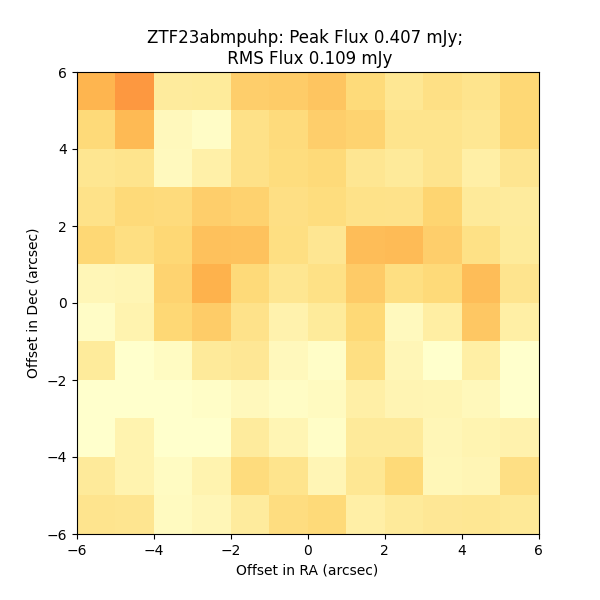 ZTF23abmpuhp: Peak Flux 0.407 mJy;
RMS Flux 0.109 mJy
6
4
2
0
−2
−4
−6
Offset in Dec (arcsec)
−6 −4 −2 0 2 4 6
Offset in RA (arcsec)